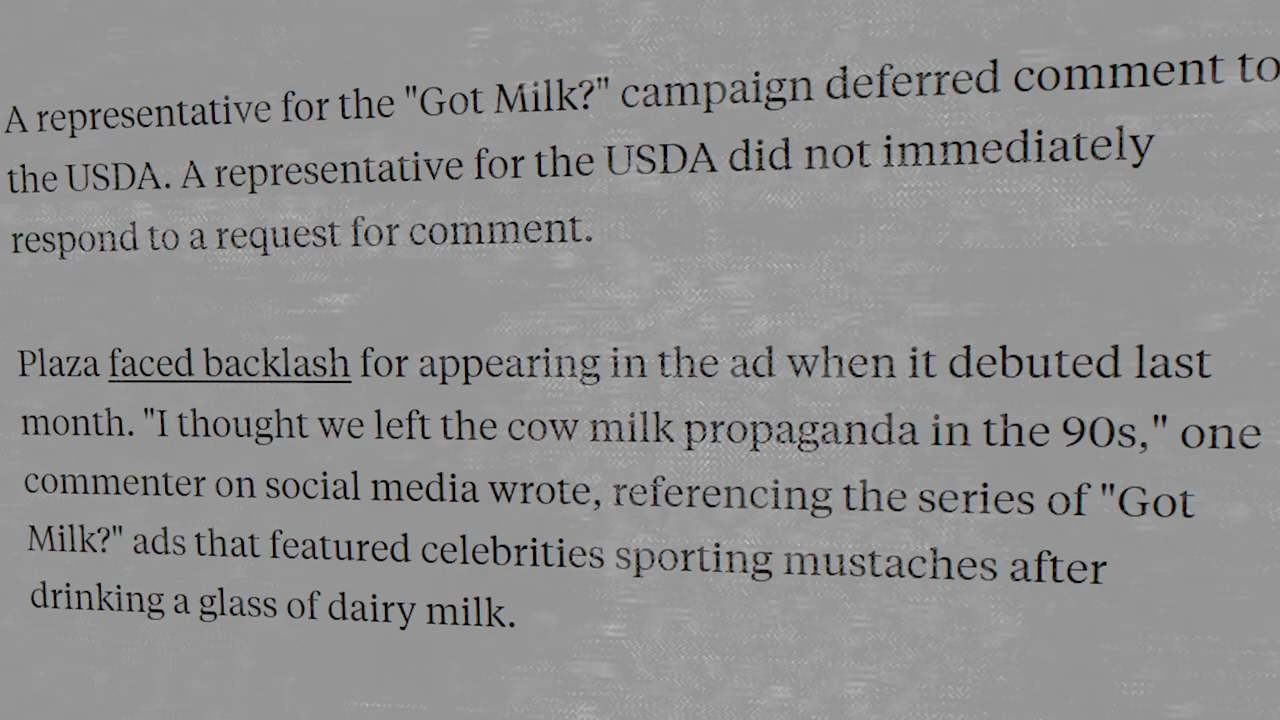 A representative for the "Got Milk?" campaign deferred comment to
the USDA. A representative for the USDA did not immediately
respond to a request for comment.
Plaza faced backlash for appearing in the ad when it debuted last
month. "I thought we left the cow milk propaganda in the 90s," one
commenter on social media wrote, referencing the series of "Got
Milk?" ads that featured celebrities sporting mustaches after
drinking a glass of dairy milk.